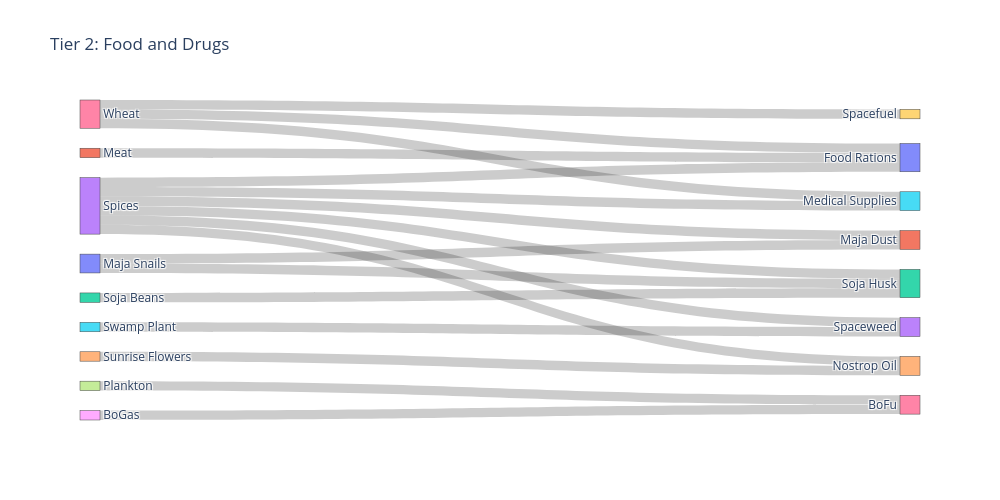 Tier 2: Food and Drugs
Wheat
Meat
Spices
Maja Snails
Soja Beans
Swamp Plant
Sunrise Flowers
Plankton
BoGas
Spacefuel
Food Rations
Medical Supplies
Maja Dust
Soja Husk
Spaceweed
Nostrop Oil
BoFu